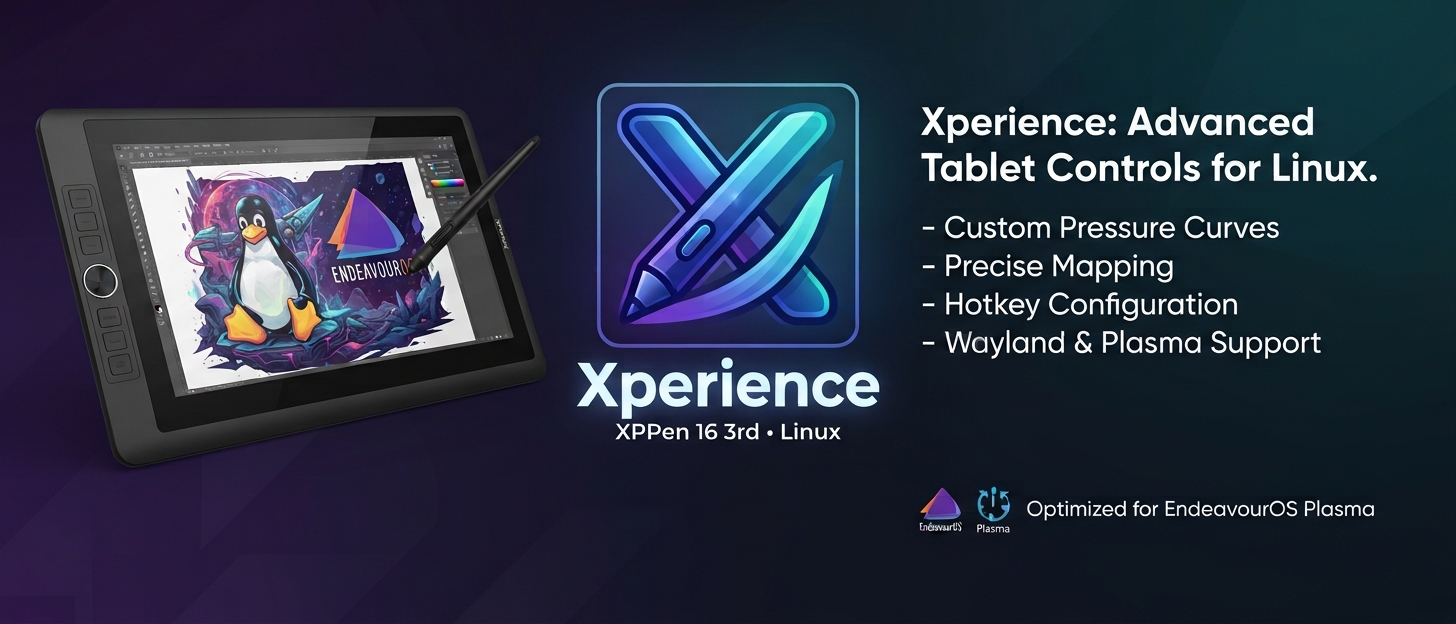 ENDEAVOUR
Xperience
XPPen 16 3rd • Linux
Xperience: Advanced
Tablet Controls for Linux.
- Custom Pressure Curves
- Precise Mapping
- Hotkey Configuration
- Wayland & Plasma Support
Plasma
Optimized for EndeavourOS Plasma